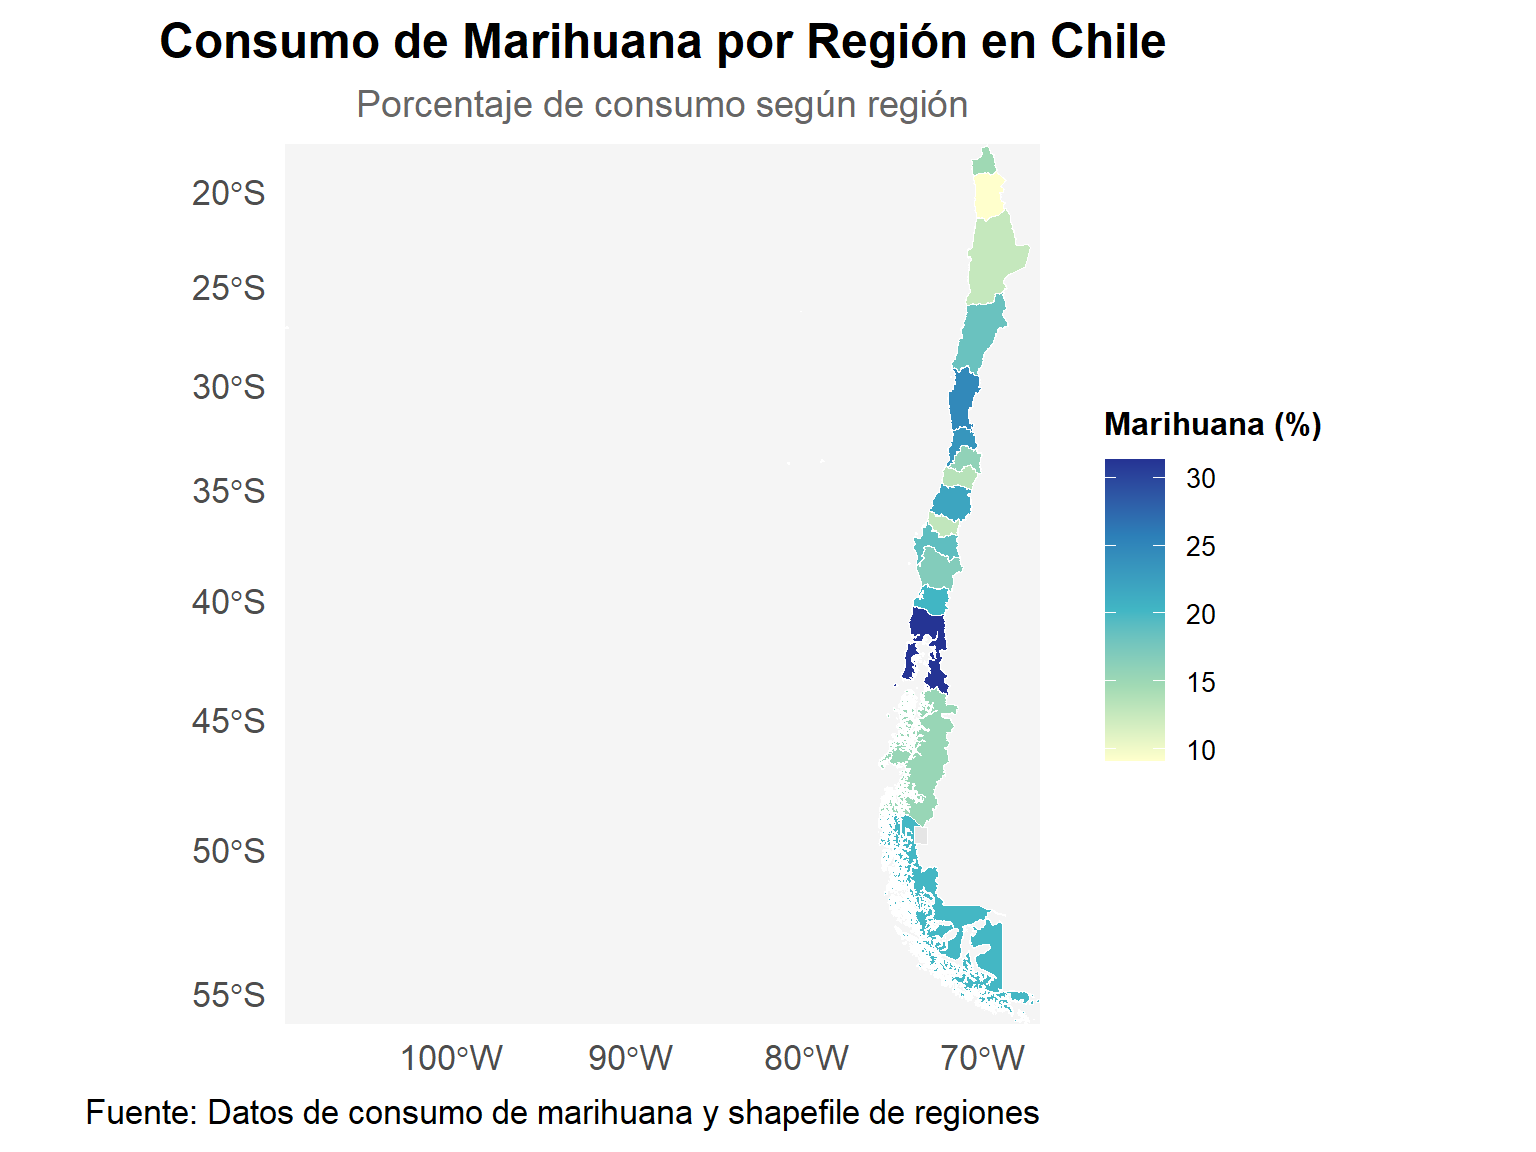 Consumo de Marihuana por Región en Chile
Porcentaje de consumo según región
20°S
25°S
30°S
35°S
40°S
45°S
50°S
55°S
100°W
90°W
80°W
70°W
Marihuana (%)
30
25
20
15
10
Fuente: Datos de consumo de marihuana y shapefile de regiones